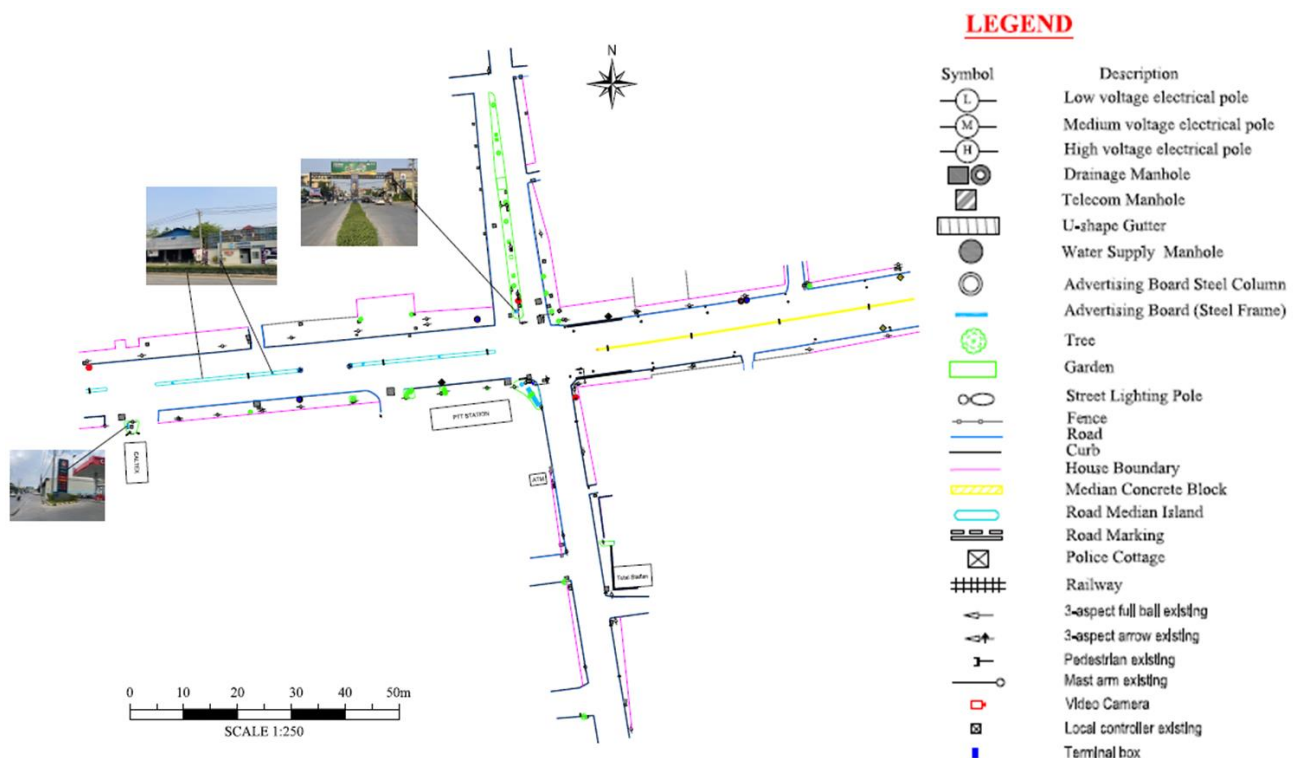 LEGEND
Symbol Description
L Low voltage electrical pole
M Medium voltage electrical pole
H High voltage electrical pole
Drainage Manhole
Telecom Manhole
U-shape Gutter
Water Supply Manhole
Advertising Board Steel Column
Advertising Board (Steel Frame)
Tree
Garden
Street Lighting Pole
Fence
Road
Curb
House Boundary
Median Concrete Block
Road Median Island
Road Marking
Police Cottage
Railway
3-aspect full ball existing
3-aspect arrow existing
Pedestrian existing
Mast arm existing
Video Camera
Local controller existing
Terminal box
N
PTT STATION
CALTEX
ATM
0 10 20 30 40 50m
SCALE 1:250